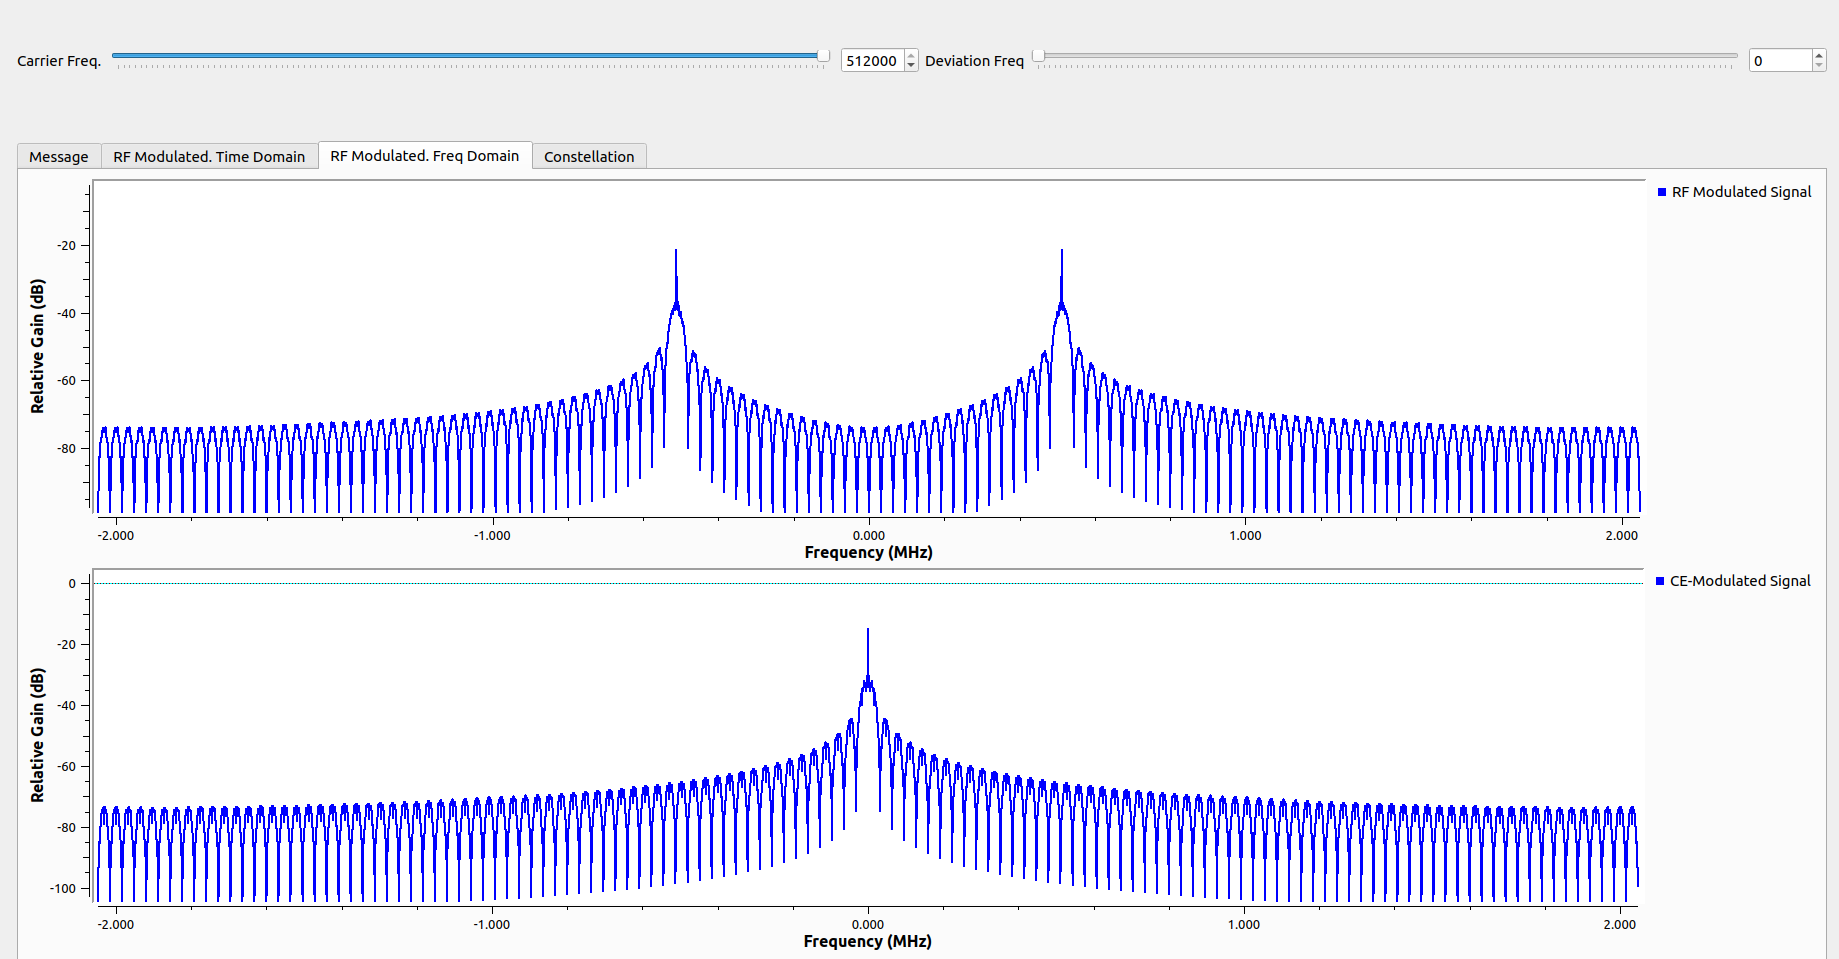 Carrier Freq. 512000 Deviation Freq 0
Message RF Modulated. Time Domain RF Modulated. Freq Domain Constellation
RF Modulated Signal
Relative Gain (dB)
-20
-40
-60
-80
-2.000 -1.000 0.000 1.000 2.000
Frequency (MHz)
CE-Modulated Signal
Relative Gain (dB)
0
-20
-40
-60
-80
-100
-2.000 -1.000 0.000 1.000 2.000
Frequency (MHz)